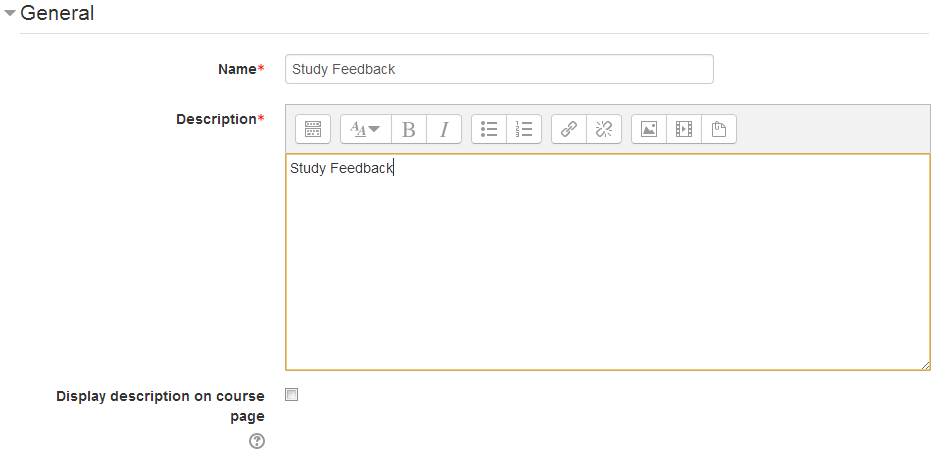 General
Name*
Study Feedback
Description*
Study Feedback
Display description on course
page